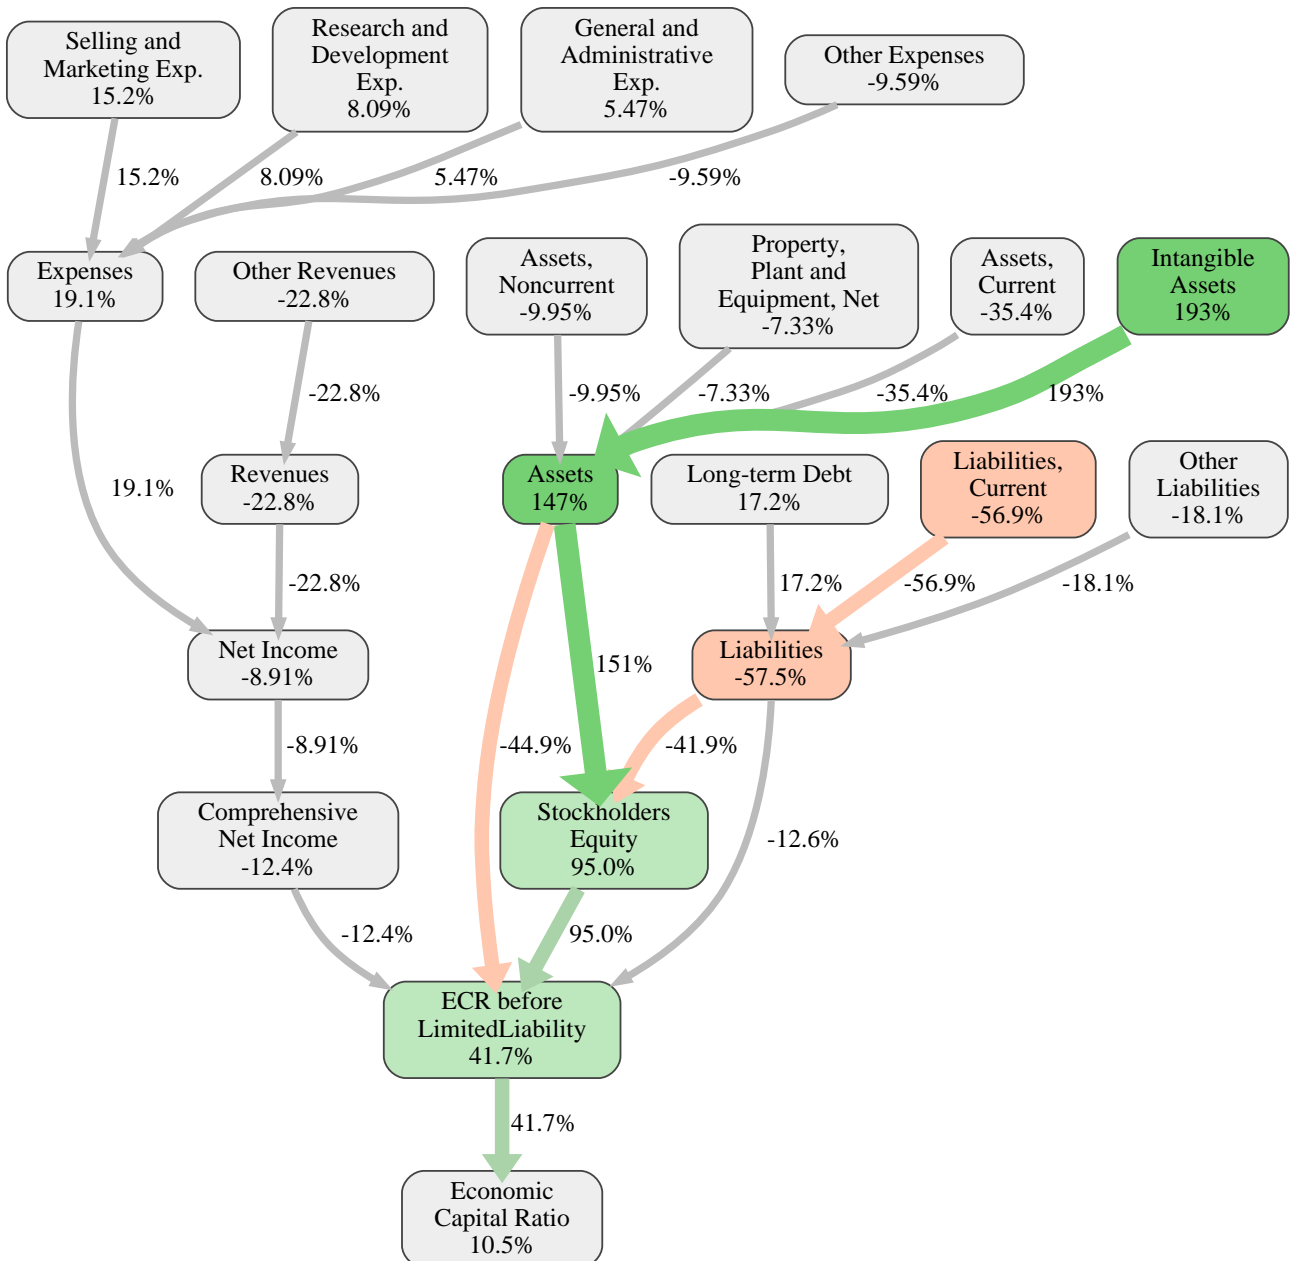 Selling and
Marketing Exp.
15.2%
Research and
Development
Exp.
8.09%
General and
Administrative
Exp.
5.47%
Other Expenses
-9.59%
15.2%
8.09%
5.47%
-9.59%
Expenses
19.1%
Other Revenues
-22.8%
Assets,
Noncurrent
-9.95%
Property,
Plant and
Equipment, Net
-7.33%
Assets,
Current
-35.4%
Intangible
Assets
193%
-22.8%
-9.95%
-7.33%
-35.4%
193%
19.1%
Revenues
-22.8%
Assets
147%
Long-term Debt
17.2%
Liabilities,
Current
-56.9%
Other
Liabilities
-18.1%
-22.8%
17.2%
-56.9%
-18.1%
Net Income
-8.91%
151%
Liabilities
-57.5%
-8.91%
-44.9%
-41.9%
Comprehensive
Net Income
-12.4%
Stockholders
Equity
95.0%
-12.6%
-12.4%
95.0%
ECR before
LimitedLiability
41.7%
41.7%
Economic
Capital Ratio
10.5%